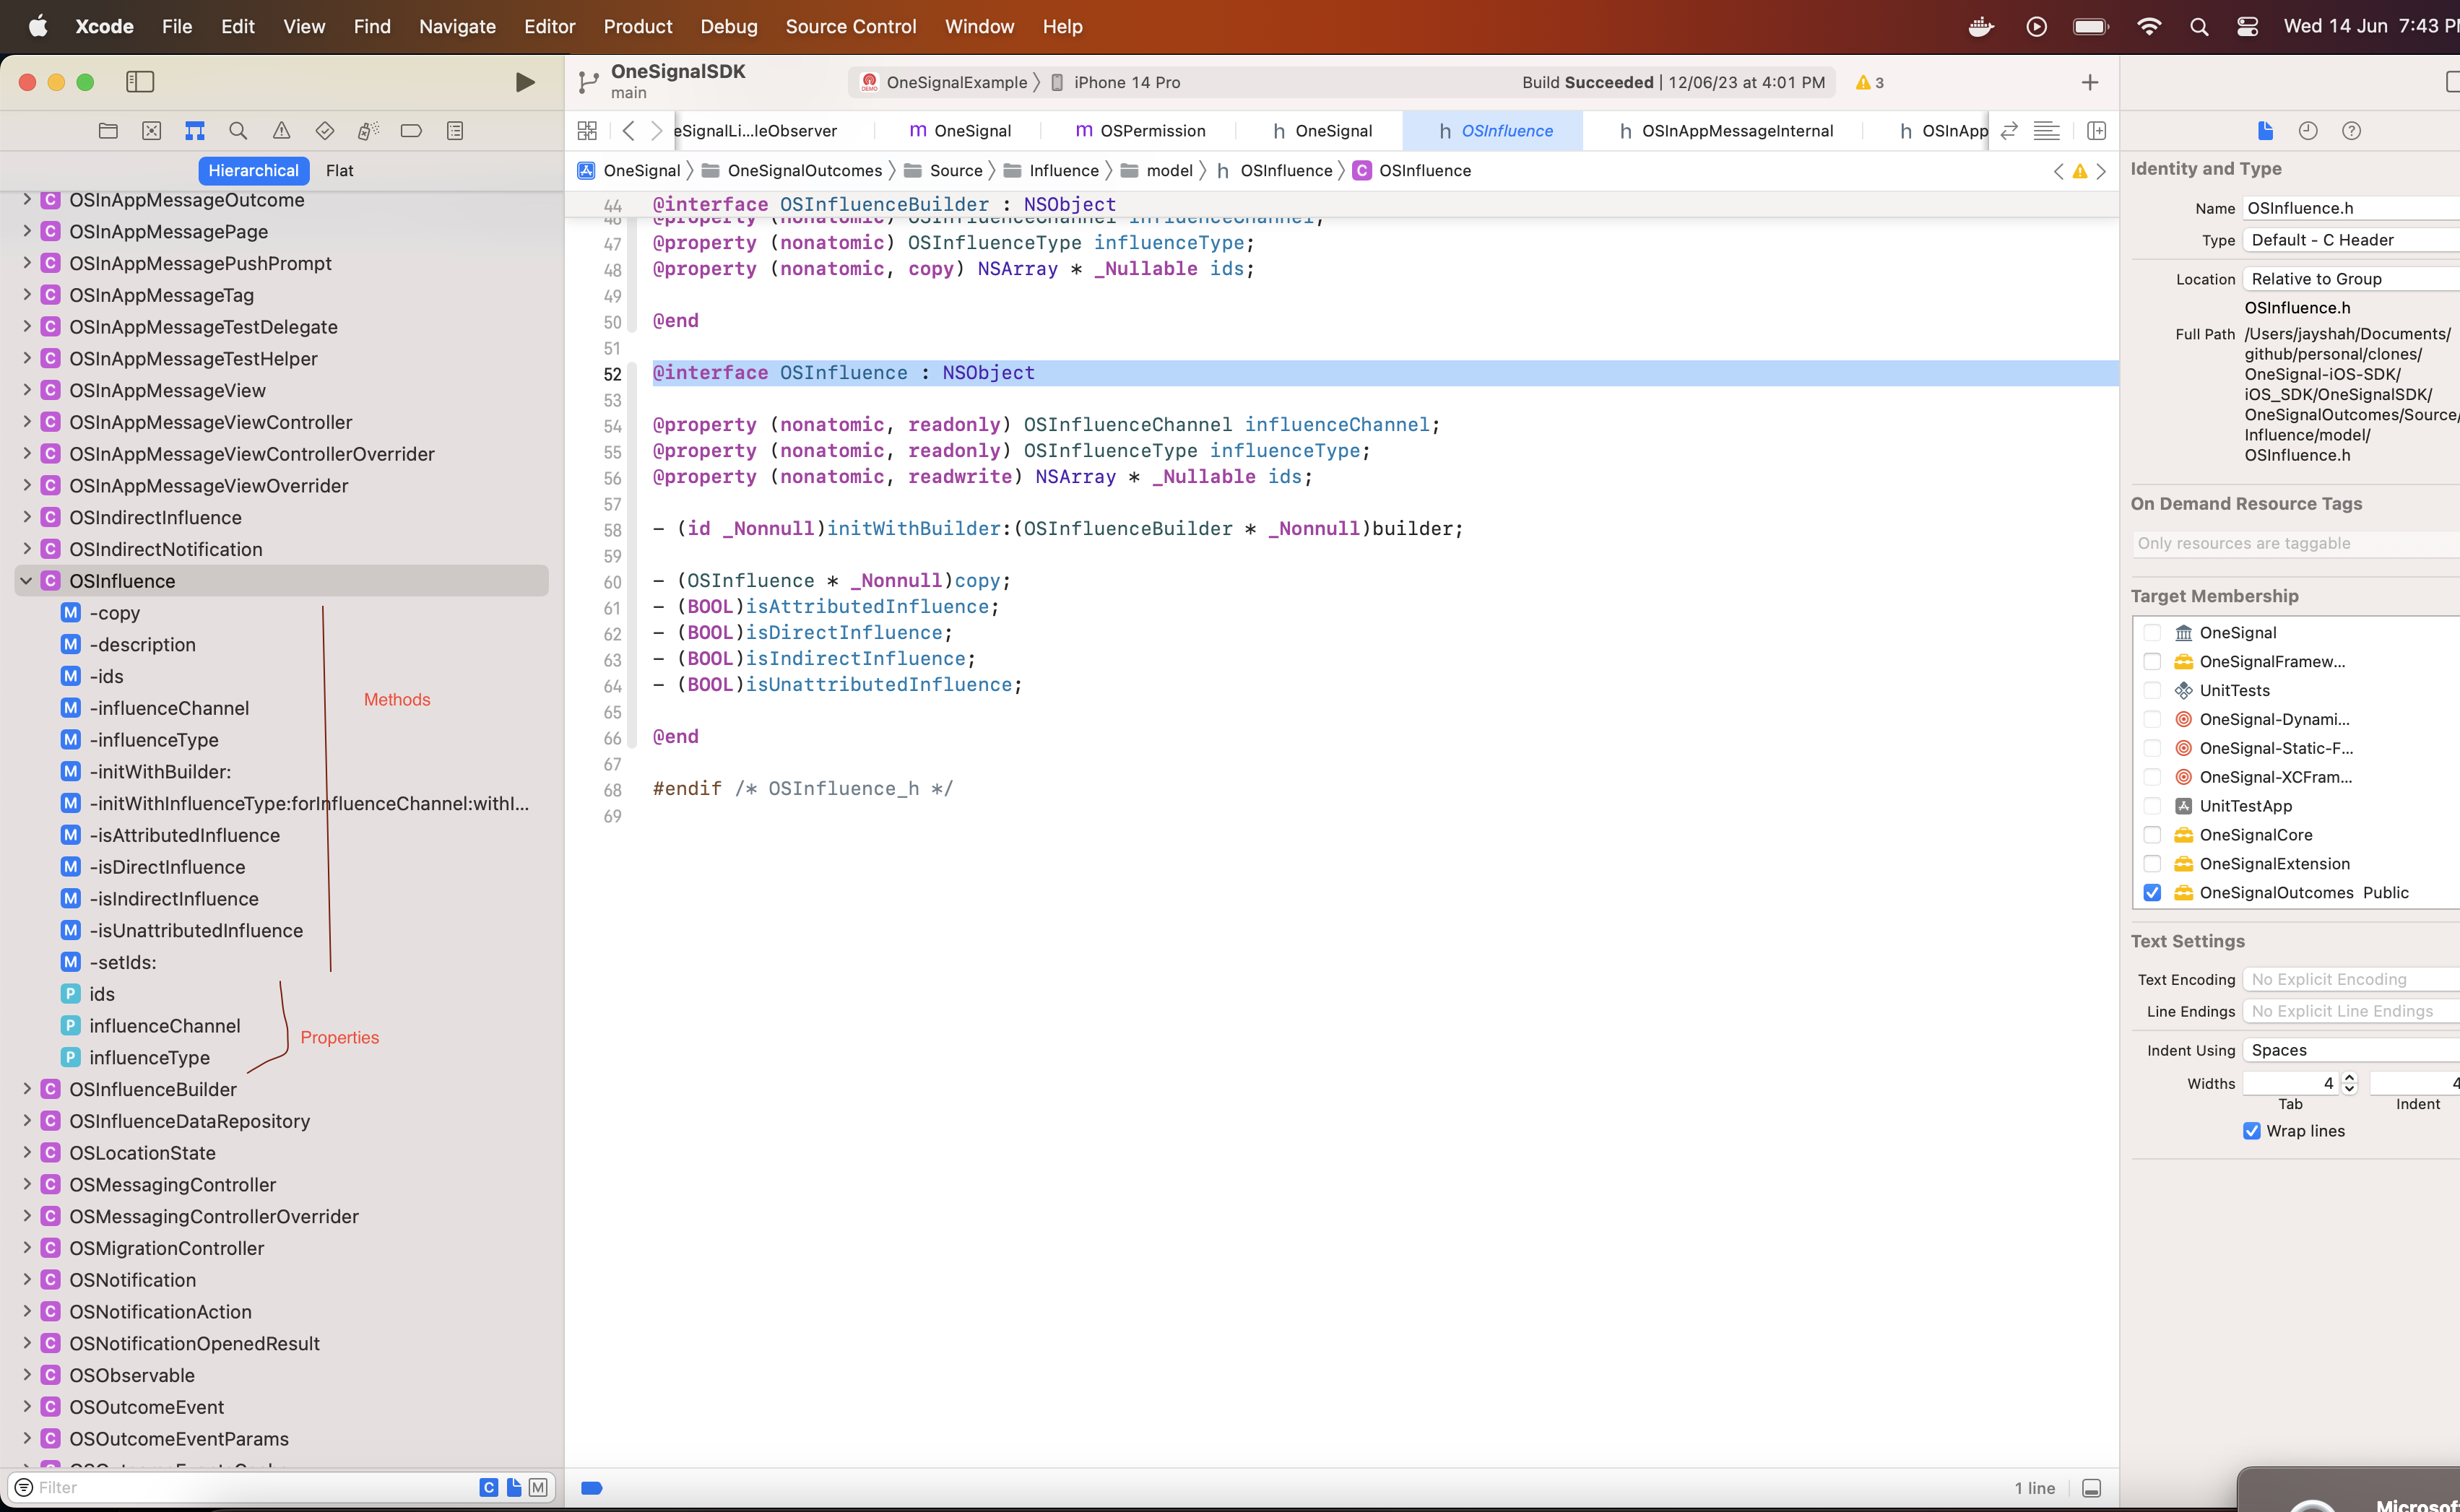 Xcode File Edit View Find Navigate Editor Product Debug Source Control Window Help Wed 14 Jun 7:43
OneSignalSDK
main
OneSignalExample iPhone 14 Pro Build Succeeded | 12/06/23 at 4:01 PM 3
eSignalLi...leObserver m OneSignal m OSPermission h OneSignal h OSInfluence h OSInAppMessageInternal h OSInApp
Hierarchical Flat
OneSignal OneSignalOutcomes Source Influence model h OSInfluence C OSInfluence
C OSInAppMessageOutcome
C OSInAppMessagePage
C OSInAppMessagePushPrompt
C OSInAppMessageTag
C OSInAppMessageTestDelegate
C OSInAppMessageTestHelper
C OSInAppMessageView
C OSInAppMessageViewController
C OSInAppMessageViewControllerOverrider
C OSInAppMessageViewOverrider
C OSIndirectInfluence
C OSIndirectNotification
C OSInfluence
M -copy
M -description
M -ids
M -influenceChannel
M -influenceType
M -initWithBuilder:
M -initWithInfluenceType:forInfluenceChannel:withI...
M -isAttributedInfluence
M -isDirectInfluence
M -isIndirectInfluence
M -isUnattributedInfluence
M -setIds:
Methods
P ids
P influenceChannel
P influenceType
Properties
C OSInfluenceBuilder
C OSInfluenceDataRepository
C OSLocationState
C OSMessagingController
C OSMessagingControllerOverrider
C OSMigrationController
C OSNotification
C OSNotificationAction
C OSNotificationOpenedResult
C OSObservable
C OSOutcomeEvent
C OSOutcomeEventParams
Filter C M
44 @interface OSInfluenceBuilder : NSObject
46 @property (nonatomic) OSInfluenceChannel influenceChannel;
47 @property (nonatomic) OSInfluenceType influenceType;
48 @property (nonatomic, copy) NSArray * _Nullable ids;
49
50 @end
51
52 @interface OSInfluence : NSObject
53
54 @property (nonatomic, readonly) OSInfluenceChannel influenceChannel;
55 @property (nonatomic, readonly) OSInfluenceType influenceType;
56 @property (nonatomic, readwrite) NSArray * _Nullable ids;
57
58 - (id _Nonnull)initWithBuilder:(OSInfluenceBuilder * _Nonnull)builder;
59
60 - (OSInfluence * _Nonnull)copy;
61 - (BOOL)isAttributedInfluence;
62 - (BOOL)isDirectInfluence;
63 - (BOOL)isIndirectInfluence;
64 - (BOOL)isUnattributedInfluence;
65
66 @end
67
68 #endif /* OSInfluence_h */
69
1 line
Identity and Type
Name OSInfluence.h
Type Default - C Header
Location Relative to Group
OSInfluence.h
Full Path /Users/jayshah/Documents/
github/personal/clones/
OneSignal-iOS-SDK/
iOS_SDK/OneSignalSDK/
OneSignalOutcomes/Source/
Influence/model/
OSInfluence.h
On Demand Resource Tags
Only resources are taggable
Target Membership
OneSignal
OneSignalFramew...
UnitTests
OneSignal-Dynami...
OneSignal-Static-F...
OneSignal-XCFram...
UnitTestApp
OneSignalCore
OneSignalExtension
OneSignalOutcomes Public
Text Settings
Text Encoding No Explicit Encoding
Line Endings No Explicit Line Endings
Indent Using Spaces
Widths 4 4
Tab Indent
Wrap lines